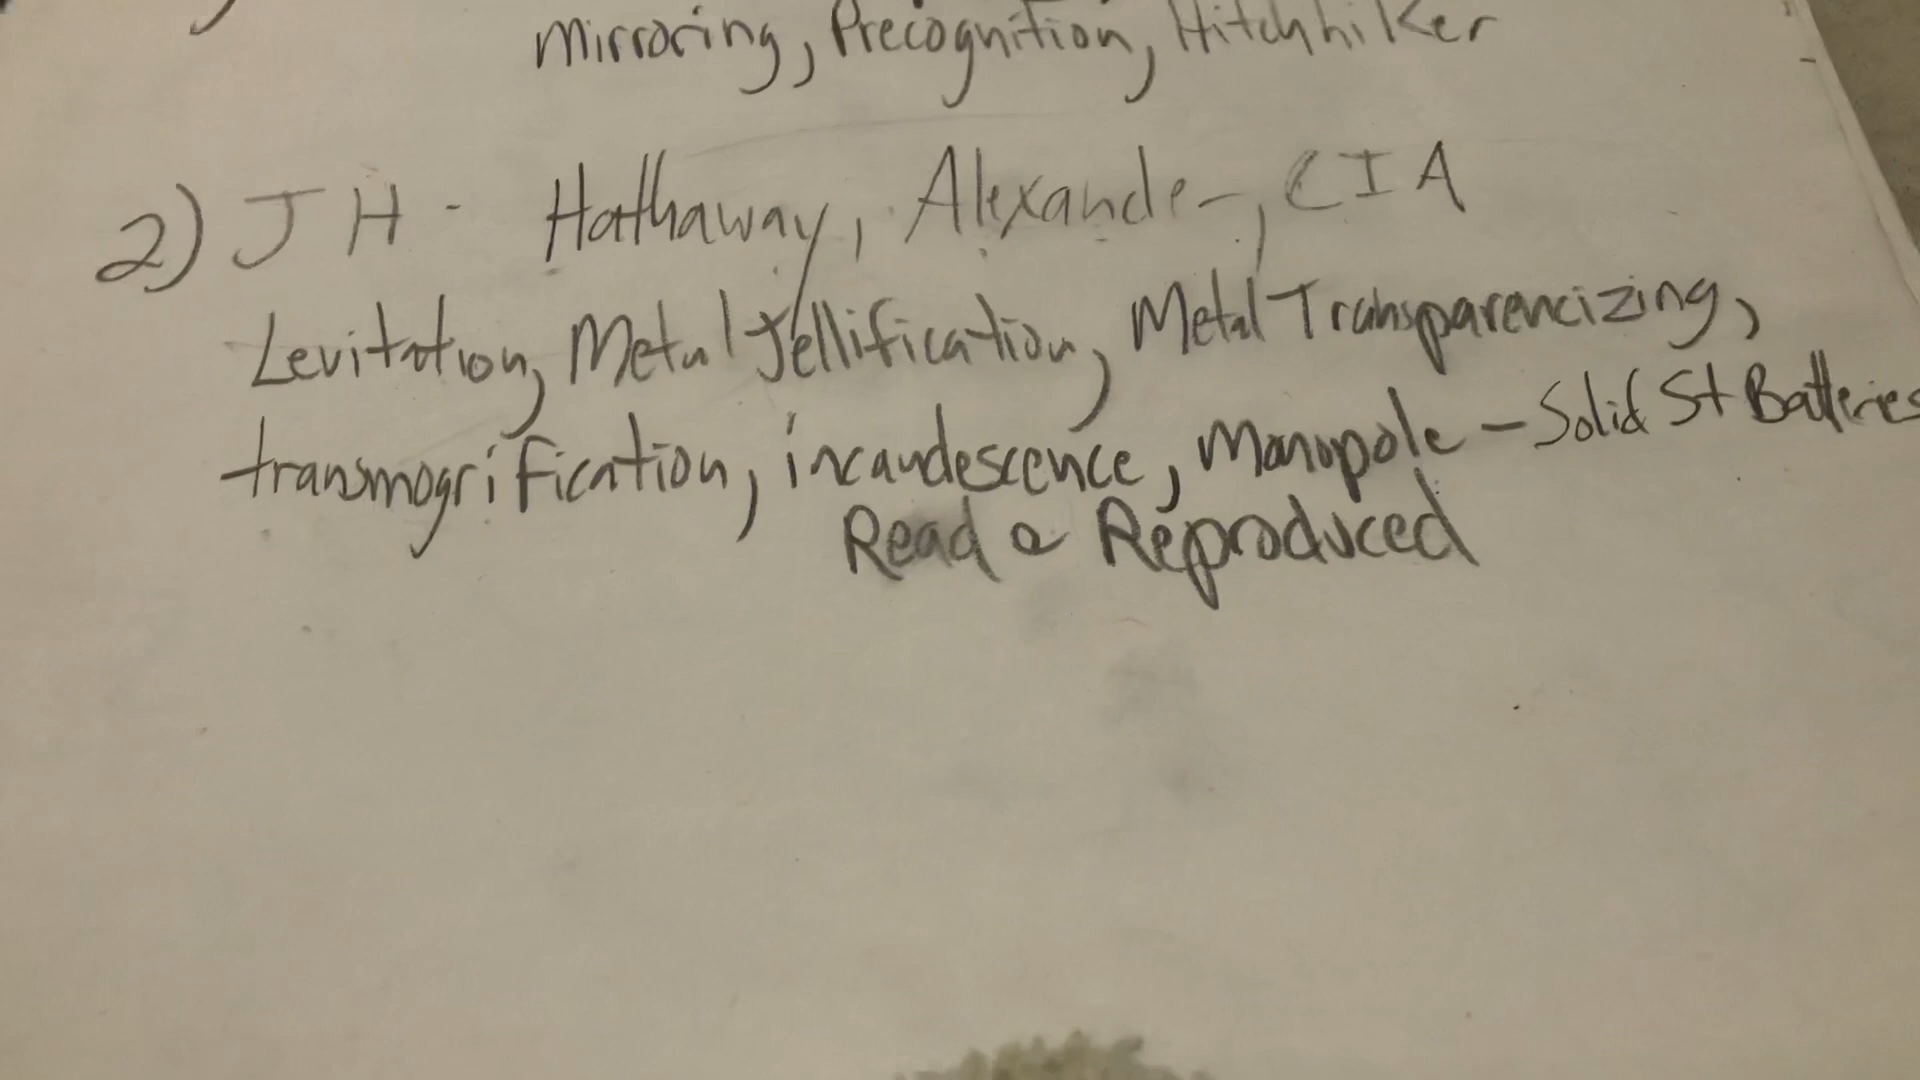 Mirroring, Precognition, Hitchhiker
2) JH - Hathaway, Alexander, CIA
Levitation, Metal Jellification, Metal Transparencizing,
transmogrification, incandescence, Monopole - Solid St Batteries
Read & Reproduced